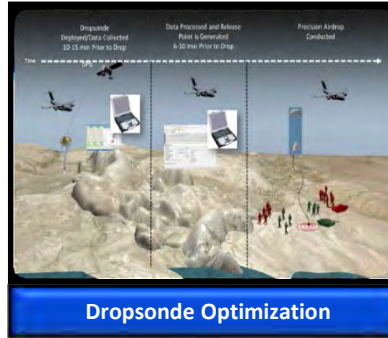 Dropsonde
Deployed/Data Collected
10-15 min Prior to Drop
Data Processed and Release
Point is Generated
6-10 min Prior to Drop
Precision Airdrop
Conducted
Time
GPS
Dropsonde Optimization